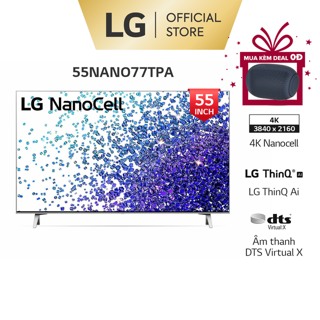 LG OFFICIAL STORE
55NANO77TPA
MUA KÈM DEAL 0Đ
LG NanoCell
55 INCH
4K
3840 x 2160
4K Nanocell
LG ThinQ AI
LG ThinQ Ai
dts
Virtual:X
Âm thanh
DTS Virtual X